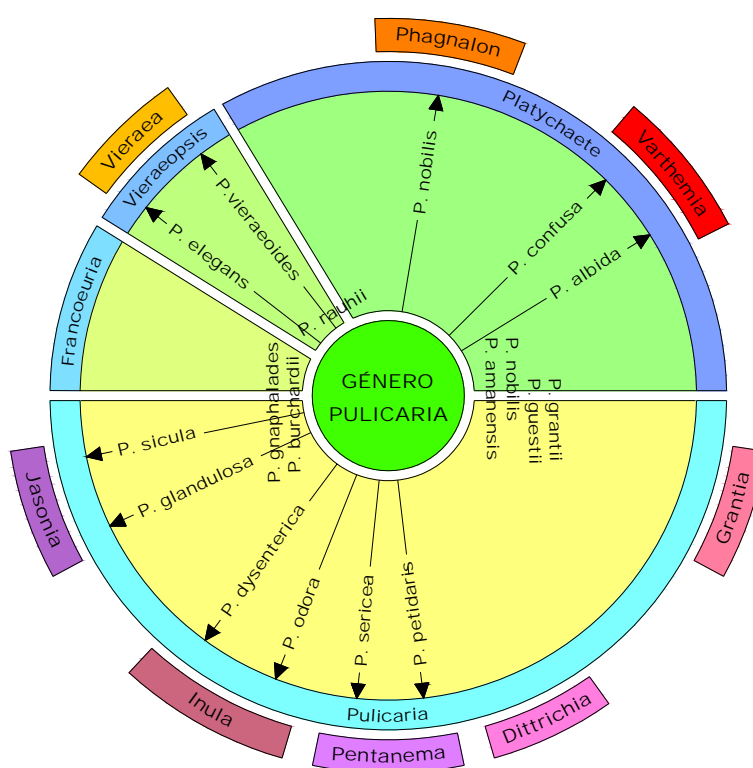 Phagnalon
Platychaete
Vieraea
Vieraeopsis
Varthemia
P. nobilis
P.vieraeoides
P. elegans
P. confusa
P. albida
Francoeuria
P. rauhii
GÉNERO
PULICARIA
P. gnaphalades
P. burchardii
P. amanensis
P. nobilis
P. guestii
P. grantii
P. sicula
P. glandulosa
P. dysenterica
P. odora
P. sericea
P. petidaris
Jasonia
Grantia
Inula
Pulicaria
Dittrichia
Pentanema